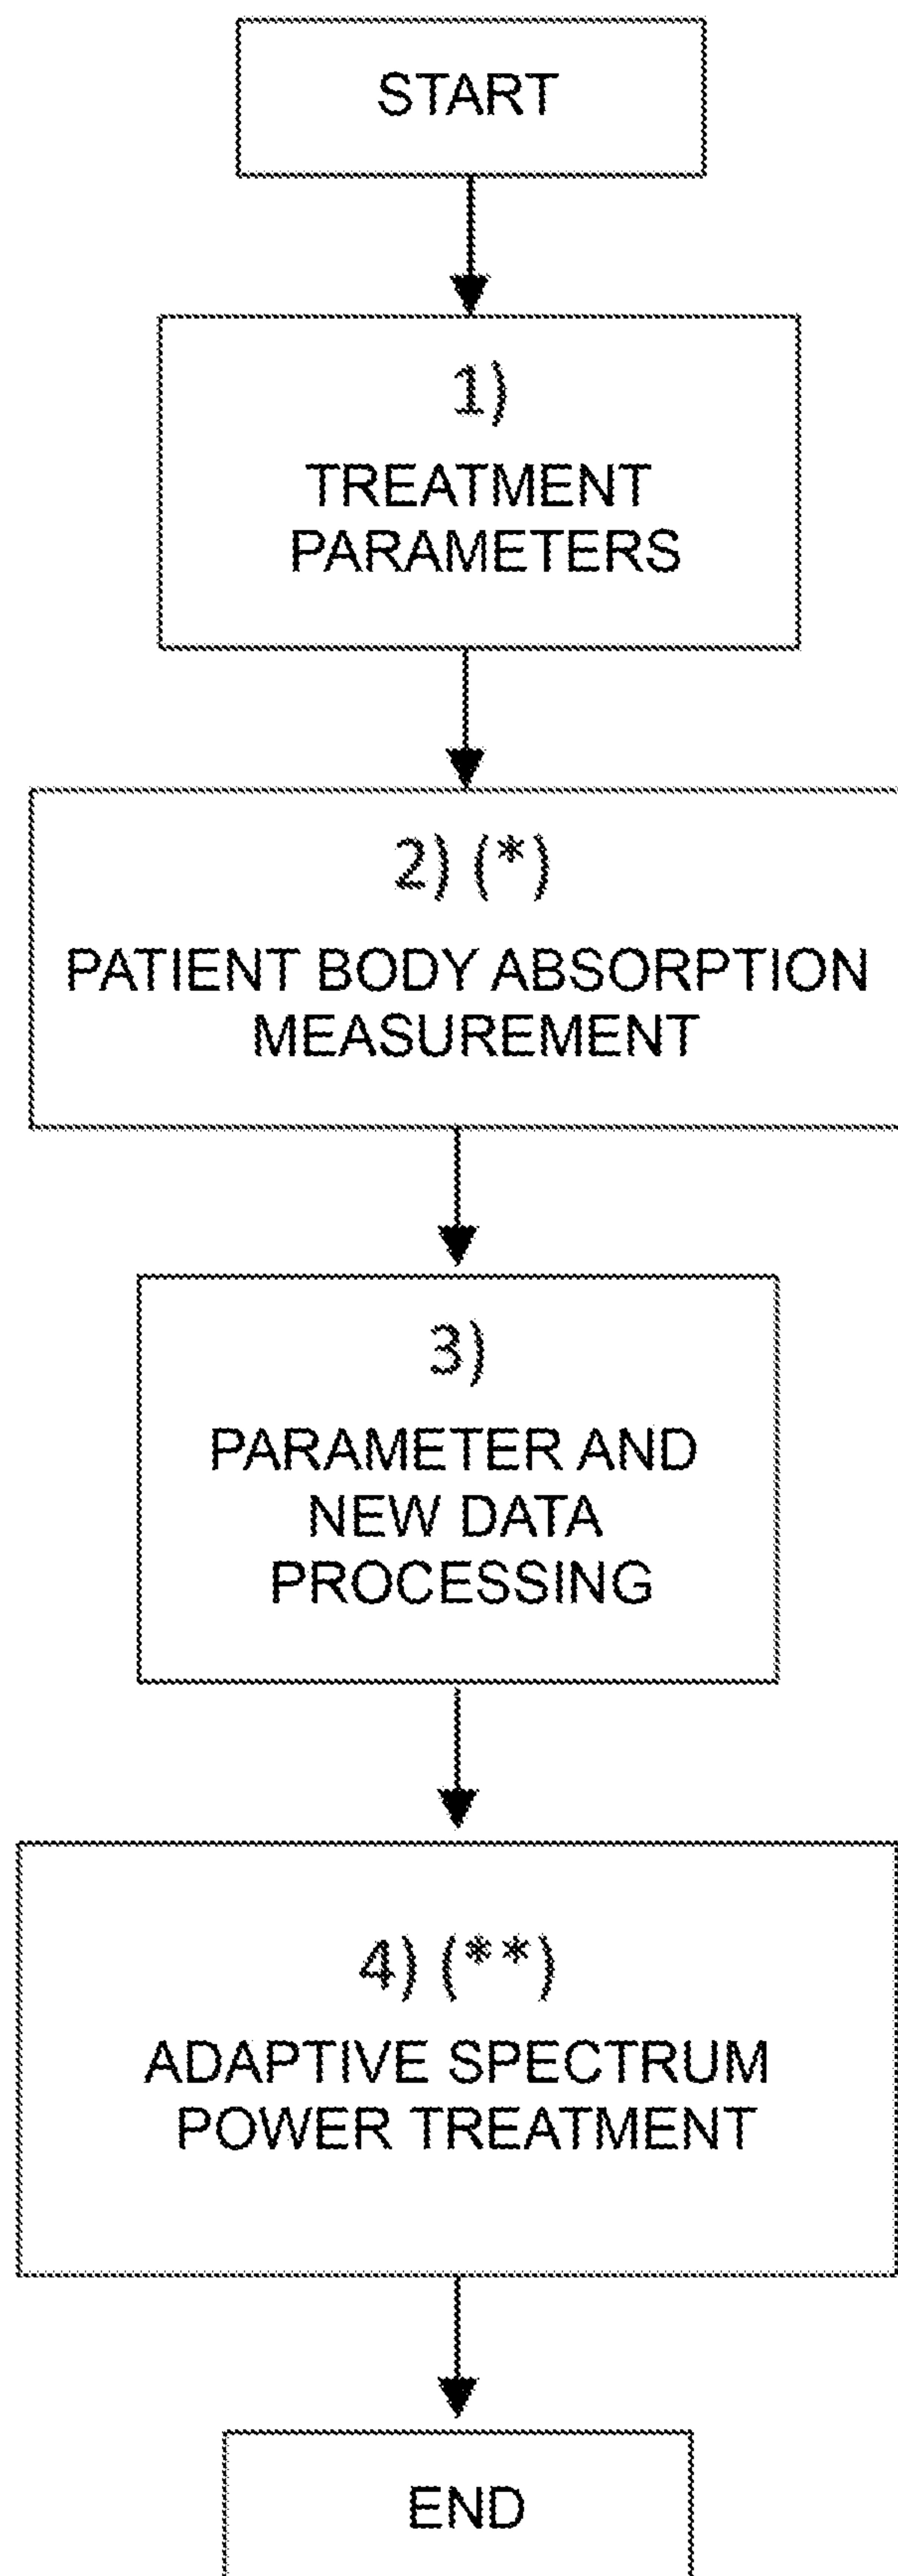 START
1)
TREATMENT
PARAMETERS
2) (*)
PATIENT BODY ABSORPTION
MEASUREMENT
3)
PARAMETER AND
NEW DATA
PROCESSING
4) (**)
ADAPTIVE SPECTRUM
POWER TREATMENT
END